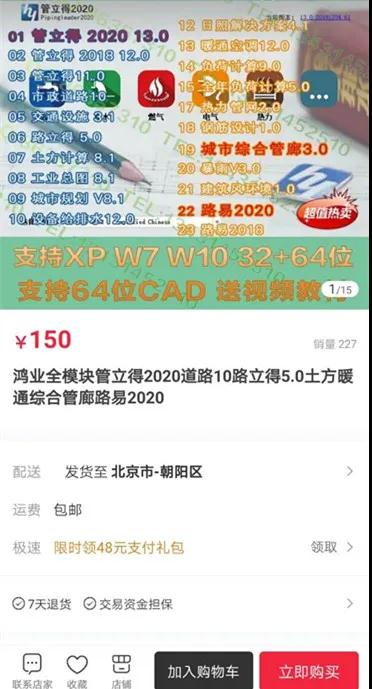 管立得2020
Pipingleader2020
01 管立得 2020 13.0
02 管立得 2018 12.0
03 管立得11.0
04 市政道路10
05 交通设施 3
06 路立得 5.0
07 土方计算 8.1
08 工业总图 8.1
09 城市规划 V8.1
10 设备给排水12.0
12 日照解决方案4.1
13 暖通空调12.0
14 负荷计算9.0
15 全年负荷计算5.0
17 热力管网2.0
18 钢筋设计1.0
19 城市综合管廊3.0
20 暴雨V3.0
21 建筑风环境1.0
22 路易2020
23 路易2018
水
燃气
电气
热力
超值热卖
支持XP W7 W10 32+64位
支持64位CAD 送视频教
1/15
¥150
销量 227
鸿业全模块管立得2020道路10路立得5.0土方暖
通综合管廊路易2020
配送 发货至 北京市-朝阳区
运费 包邮
极速 限时领48元支付礼包 领取
7天退货 交易资金担保
联系店家
收藏
店铺
加入购物车
立即购买